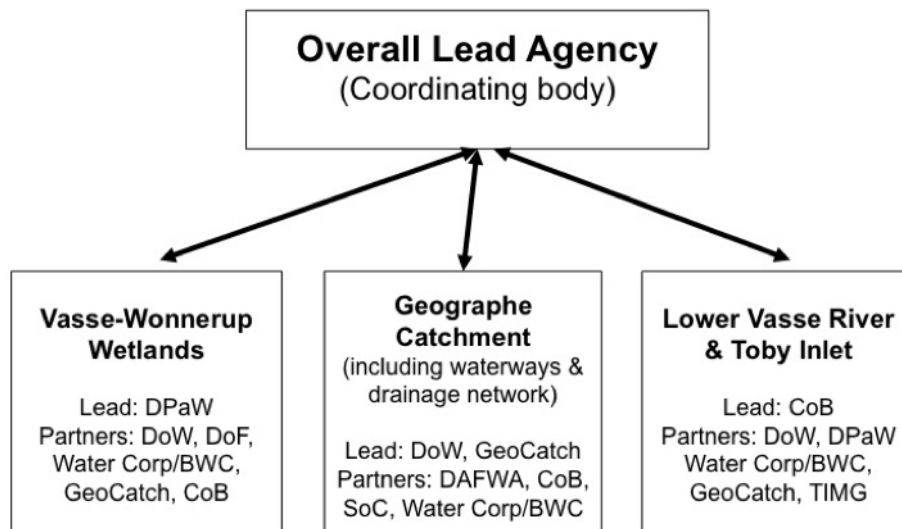 Overall Lead Agency
(Coordinating body)
Vasse-Wonnerup
Wetlands
Lead: DPaW
Partners: DoW, DoF,
Water Corp/BWC,
GeoCatch, CoB
Geographe
Catchment
(including waterways &
drainage network)
Lead: DoW, GeoCatch
Partners: DAFWA, CoB,
SoC, Water Corp/BWC
Lower Vasse River
& Toby Inlet
Lead: CoB
Partners: DoW, DPaW
Water Corp/BWC,
GeoCatch, TIMG